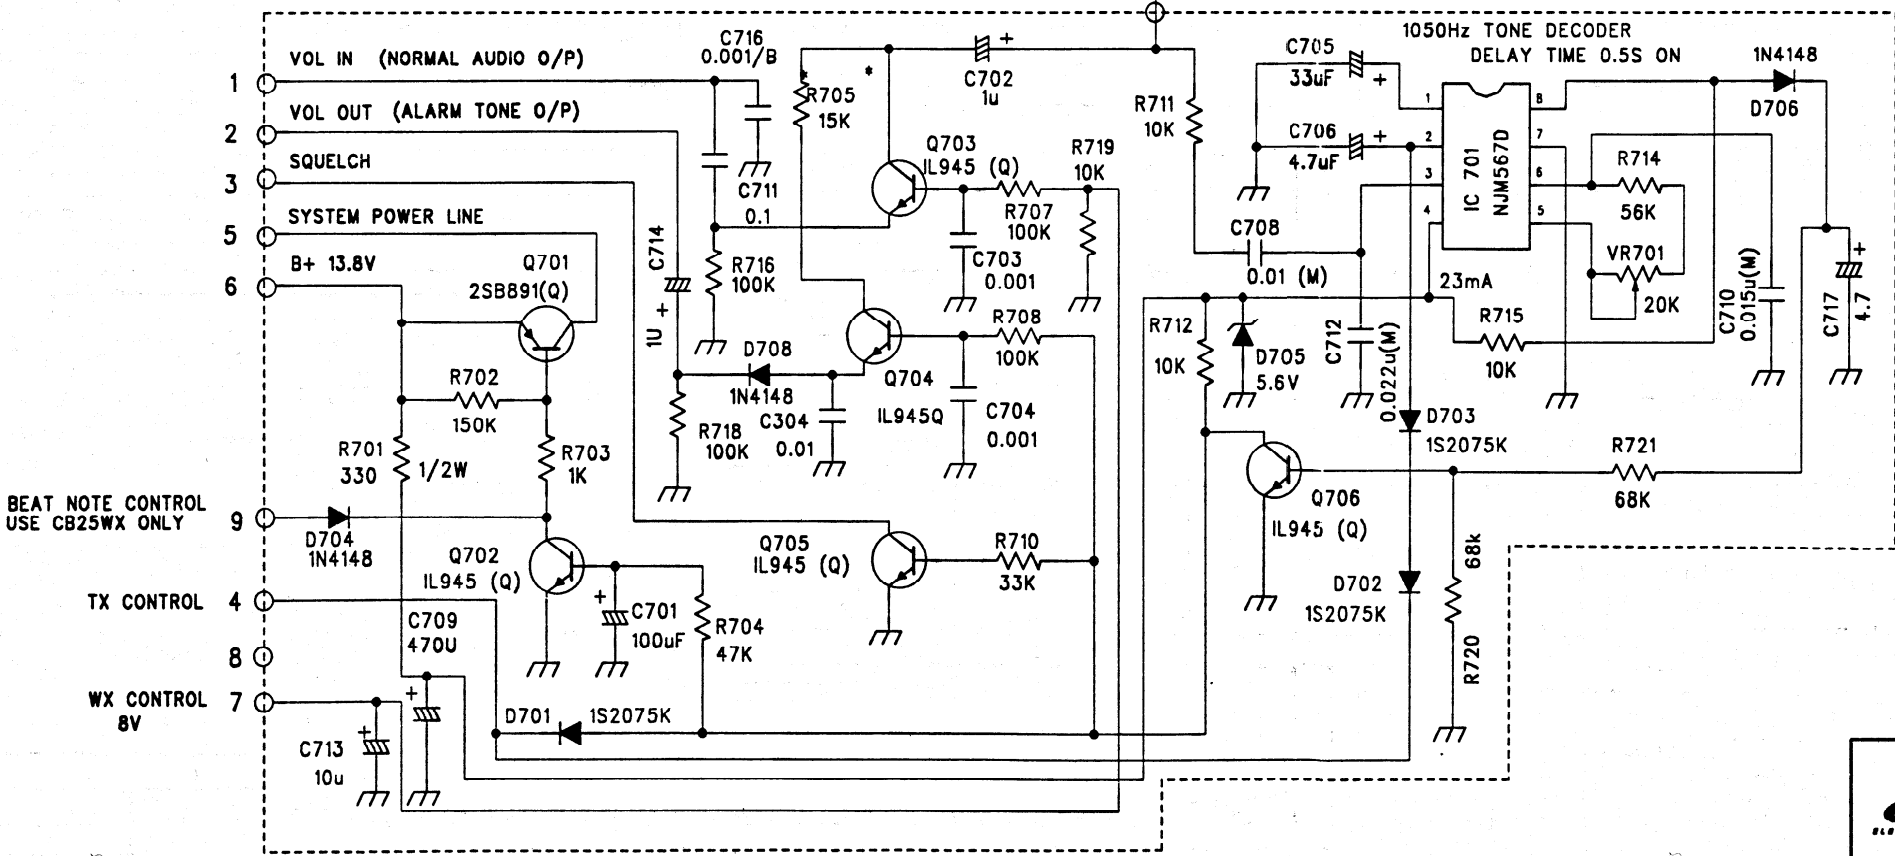 1050Hz TONE DECODER
DELAY TIME 0.5S ON
VOL IN (NORMAL AUDIO O/P)
1
VOL OUT (ALARM TONE O/P)
2
SQUELCH
3
SYSTEM POWER LINE
5
B+ 13.8V
6
BEAT NOTE CONTROL
USE CB25WX ONLY
9
TX CONTROL 4
8
WX CONTROL 7
8V
C716
0.001/B
C711
0.1
C714
1U +
R716
100K
* R705
15K
*
+
C702
1u
Q703
IL945 (Q)
R719
10K
R707
100K
C703
0.001
Q701
2SB891(Q)
R702
150K
R701
330 1/2W
R703
1K
D704
1N4148
Q702
IL945 (Q)
C709
470U
+
C713
10u
+
+
C701
100uF
R704
47K
D701 1S2075K
D708
1N4148
R718
100K
C304
0.01
Q704
IL945Q
R708
100K
C704
0.001
Q705
IL945 (Q)
R710
33K
R711
10K
C705
33uF
+
C706
4.7uF
+
C708
0.01 (M)
IC 701
NJM567D
1
2
3
4
8
7
6
5
1N4148
D706
R714
56K
VR701
20K
C710
0.015u(M)
+
C717
4.7
23mA
R715
10K
R712
10K
D705
5.6V
C712
0.022u(M)
D703
1S2075K
Q706
IL945 (Q)
R721
68K
D702
1S2075K
68k
R720